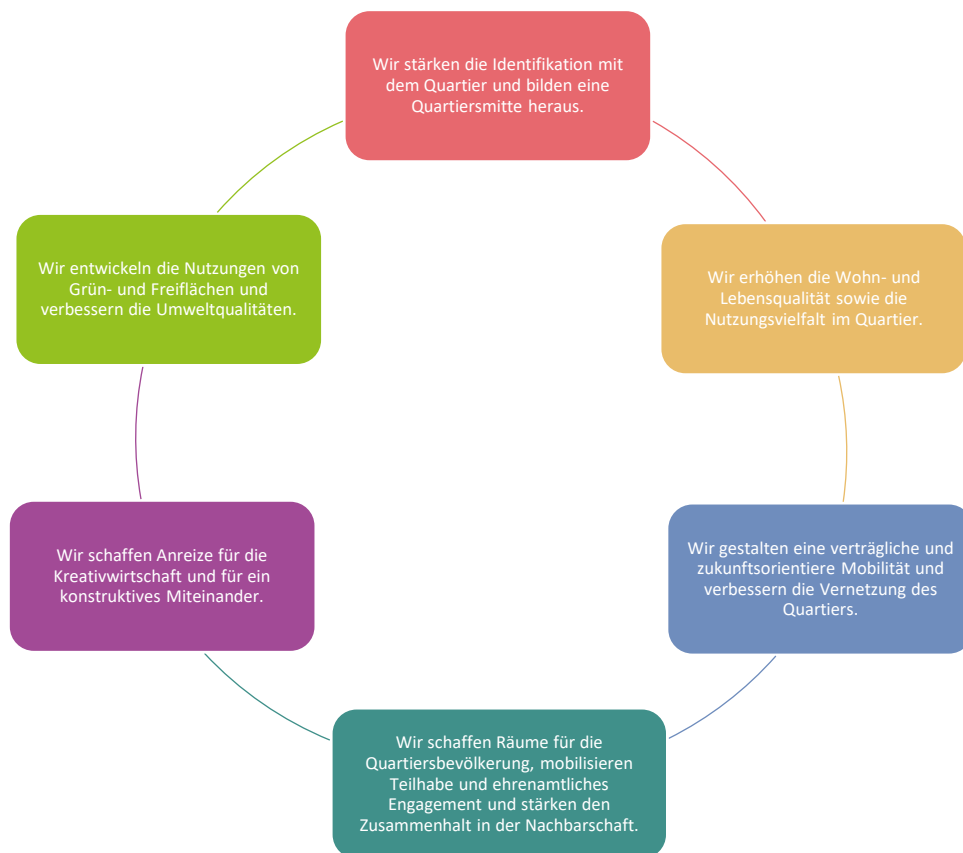 Wir stärken die Identifikation mit
dem Quartier und bilden eine
Quartiersmitte heraus.
Wir erhöhen die Wohn- und
Lebensqualität sowie die
Nutzungsvielfalt im Quartier.
Wir gestalten eine verträgliche und
zukunftsorientiere Mobilität und
verbessern die Vernetzung des
Quartiers.
Wir schaffen Räume für die
Quartiersbevölkerung, mobilisieren
Teilhabe und ehrenamtliches
Engagement und stärken den
Zusammenhalt in der Nachbarschaft.
Wir schaffen Anreize für die
Kreativwirtschaft und für ein
konstruktives Miteinander.
Wir entwickeln die Nutzungen von
Grün- und Freiflächen und
verbessern die Umweltqualitäten.